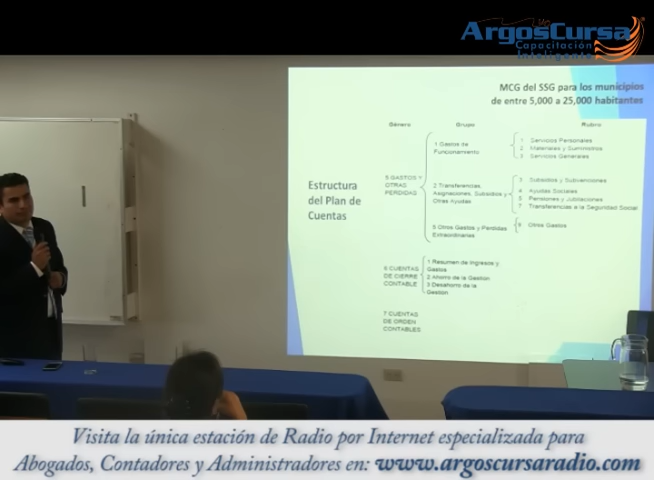 Un
ArgosCursa
Capacitación
Inteligente
MCG del SSG para los municipios
de entre 5,000 a 25,000 habitantes
Género
Grupo
Rubro
Estructura
del Plan de
Cuentas
5 GASTOS Y
OTRAS
PERDIDAD
1 Gastos de
Funcionamiento
1 Servicios Personales
2 Materiales y Suministros
3 Servicios Generales
2 Transferencias,
Asignaciones, Subsidios y
Otras Ayudas
3 Subsidios y Subvenciones
4 Ayudas Sociales
5 Pensiones y Jubilaciones
7 Transferencias a la Seguridad Social
5 Otros Gastos y Perdidas
Extraordinarias
Otros Gastos
6 CUENTAS
DE CIERRE
CONTABLE
1 Resumen de Ingresos y
Gastos
2 Ahorro de la Gestión
3 Desahorro de la
Gestión
7 CUENTAS
DE ORDEN
CONTABLES
Visita la única estación de Radio por Internet especializada para
Abogados, Contadores y Administradores en: www.argoscursaradio.com